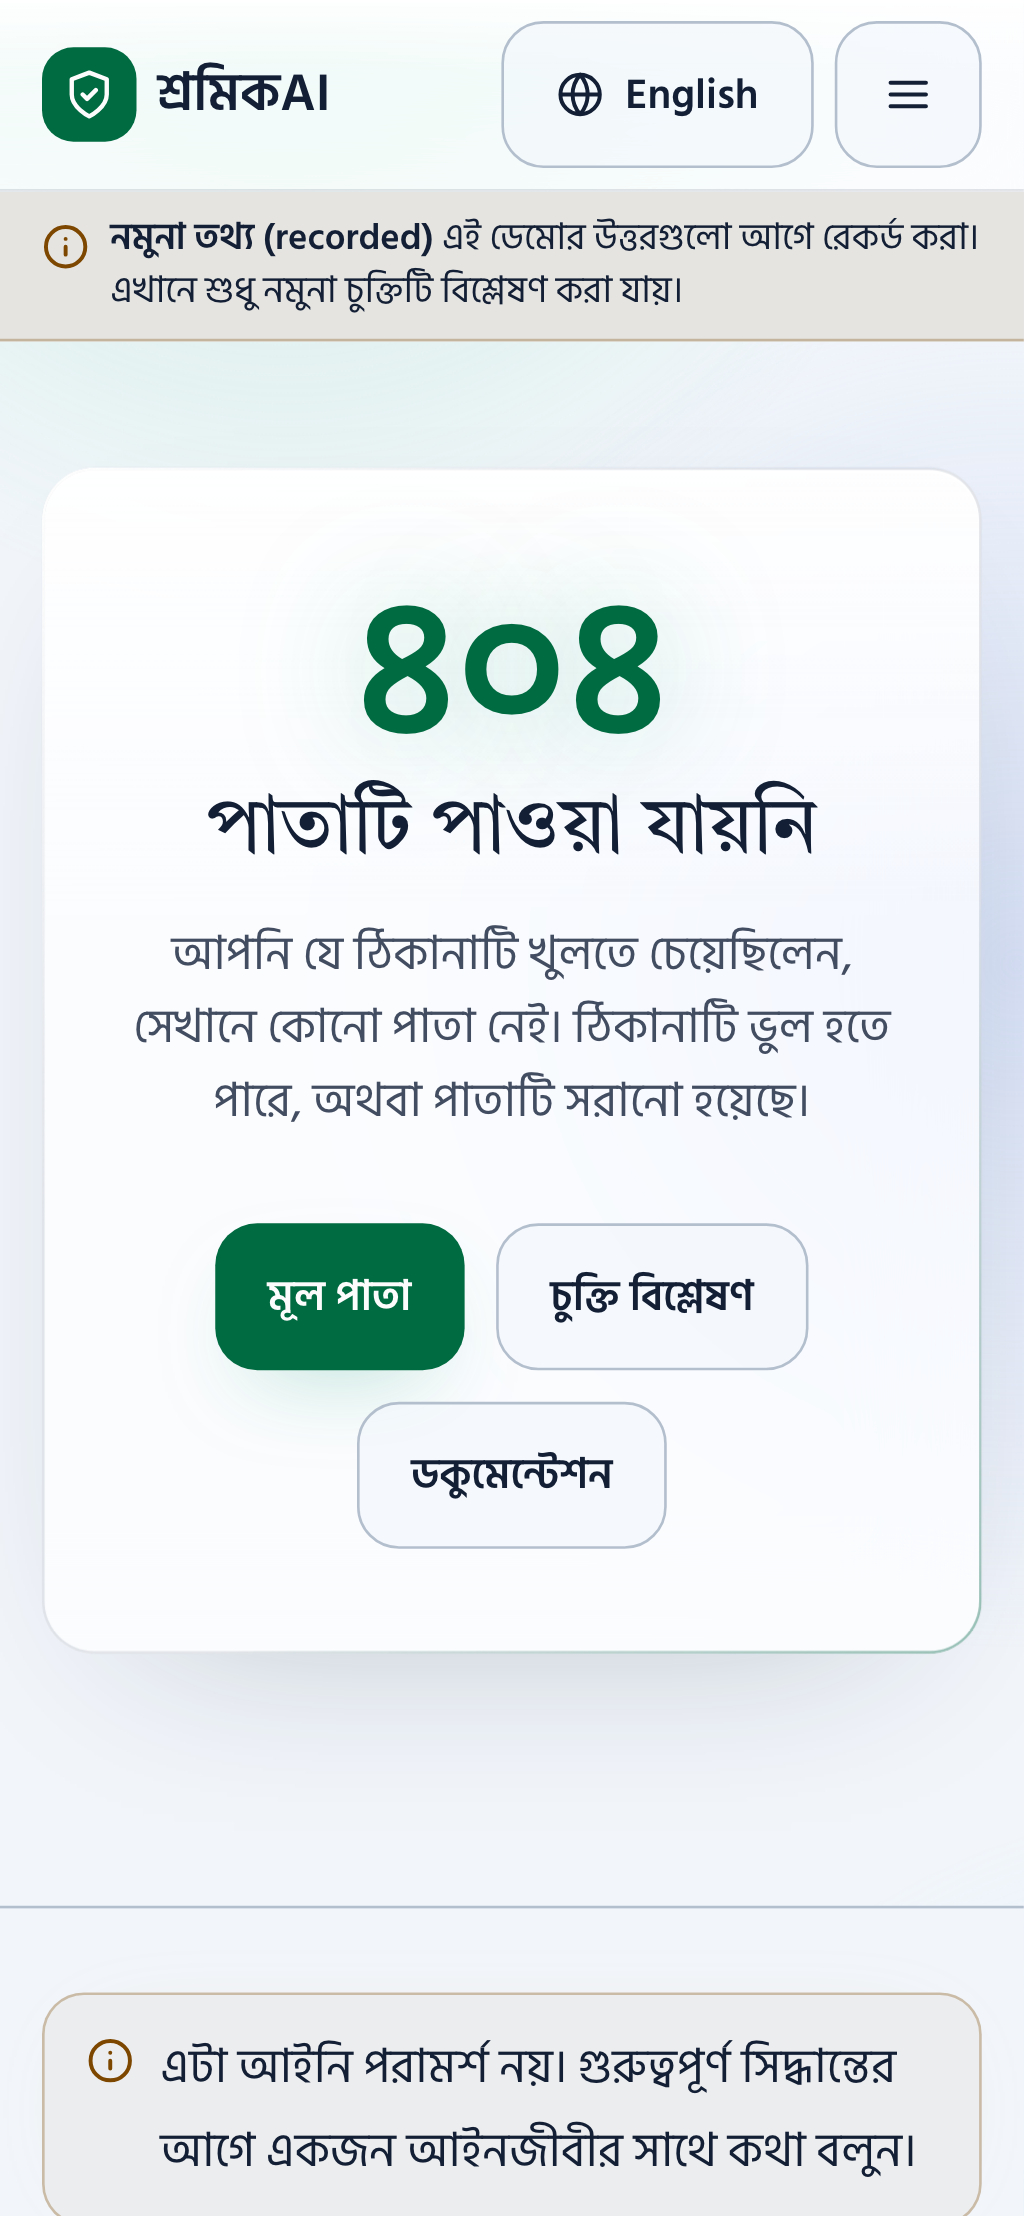 শ্রমিকAI
English
নমুনা তথ্য (recorded) এই ডেমোর উত্তরগুলো আগে রেকর্ড করা।
এখানে শুধু নমুনা চুক্তিটি বিশ্লেষণ করা যায়।
৪০৪
পাতাটি পাওয়া যায়নি
আপনি যে ঠিকানাটি খুলতে চেয়েছিলেন,
সেখানে কোনো পাতা নেই। ঠিকানাটি ভুল হতে
পারে, অথবা পাতাটি সরানো হয়েছে।
মূল পাতা
চুক্তি বিশ্লেষণ
ডকুমেন্টেশন
এটা আইনি পরামর্শ নয়। গুরুত্বপূর্ণ সিদ্ধান্তের
আগে একজন আইনজীবীর সাথে কথা বলুন।